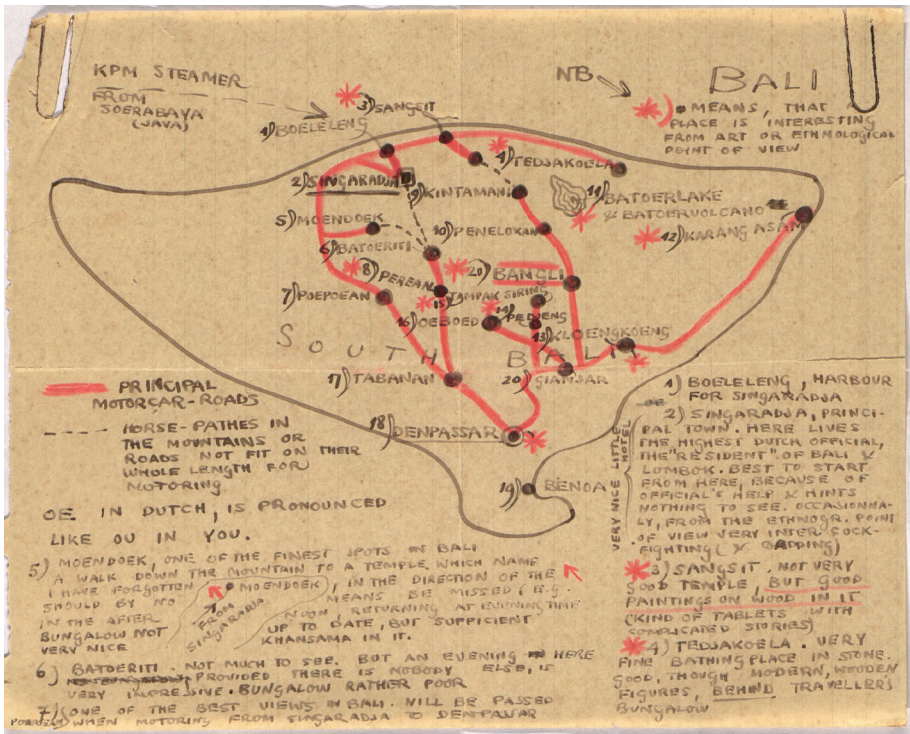 KPM STEAMER
FROM
SOERABAYA
(JAVA)
NB
BALI
MEANS, THAT A
PLACE IS INTERESTING
FROM ART OR ETHNOLOGICAL
POINT OF VIEW
3) SANGSIT
1) BOELELENG
4) TEDJAKOELA
2) SINGARADJA
9) KINTAMANI
11) BATOERLAKE
& BATOERVOLCANO
5) MOENDOEK
10) PENELOKAN
12) KARANG ASAM
6) BATOERITI
8) PEREAN
20) BANGLI
7) POEPOEAN
15) TAMPAK SIRING
16) OEBOED
14) PEDJENG
13) KLOENGKOENG
SOUTH BALI
17) TABANAN
20) GIANJAR
18) DENPASSAR
19) BENOA
PRINCIPAL
MOTORCAR-ROADS
HORSE-PATHES IN
THE MOUNTAINS OR
ROADS NOT FIT ON THEIR
WHOLE LENGTH FOR
MOTORING
OE IN DUTCH, IS PRONOUNCED
LIKE OU IN YOU.
5) MOENDOEK, ONE OF THE FINEST SPOTS ON BALI
A WALK DOWN THE MOUNTAIN TO A TEMPLE WHICH NAME
I HAVE FORGOTTEN MOENDOEK, IN THE DIRECTION OF THE
SHOULD BY NO MEANS BE MISSED (E.G.
FROM
SINGARADJA
IN THE AFTER NOON, RETURNING AT EVENINGTIME
BUNGALOW NOT UP TO DATE, BUT SUFFICIENT
VERY NICE KHANSAMA IN IT.
6) BATOERITI. NOT MUCH TO SEE. BUT AN EVENING HERE
PROVIDED THERE IS NOBODY ELSE, IS
VERY IMPRESSIVE. BUNGALOW RATHER POOR
7) (ONE OF THE BEST VIEWS IN BALI. WILL BE PASSED
POEPOEAN) WHEN MOTORING FROM SINGARADJA TO DENPASSAR
1) BOELELENG, HARBOUR
FOR SINGARADJA
2) SINGARADJA, PRINCI-
PAL TOWN. HERE LIVES
THE HIGHEST DUTCH OFFICIAL,
THE "RESIDENT" OF BALI &
LOMBOK. BEST TO START
FROM HERE, BECAUSE OF
OFFICIAL'S HELP & HINTS
NOTHING TO SEE. OCCASIONNA-
LY, FROM THE ETHNOGR. POINT
OF VIEW VERY INTER COCK-
FIGHTING (&
VERY NICE LITTLE
HOTEL
3) SANGSIT. NOT VERY
GOOD TEMPLE, BUT GOOD
PAINTINGS ON WOOD IN IT
(KIND OF TABLETS WITH
COMPLICATED STORIES)
4) TEDJAKOELA. VERY
FINE BATHINGPLACE IN STONE.
GOOD, THOUGH MODERN, WOODEN
FIGURES, BEHIND TRAVELLER'S
BUNGALOW